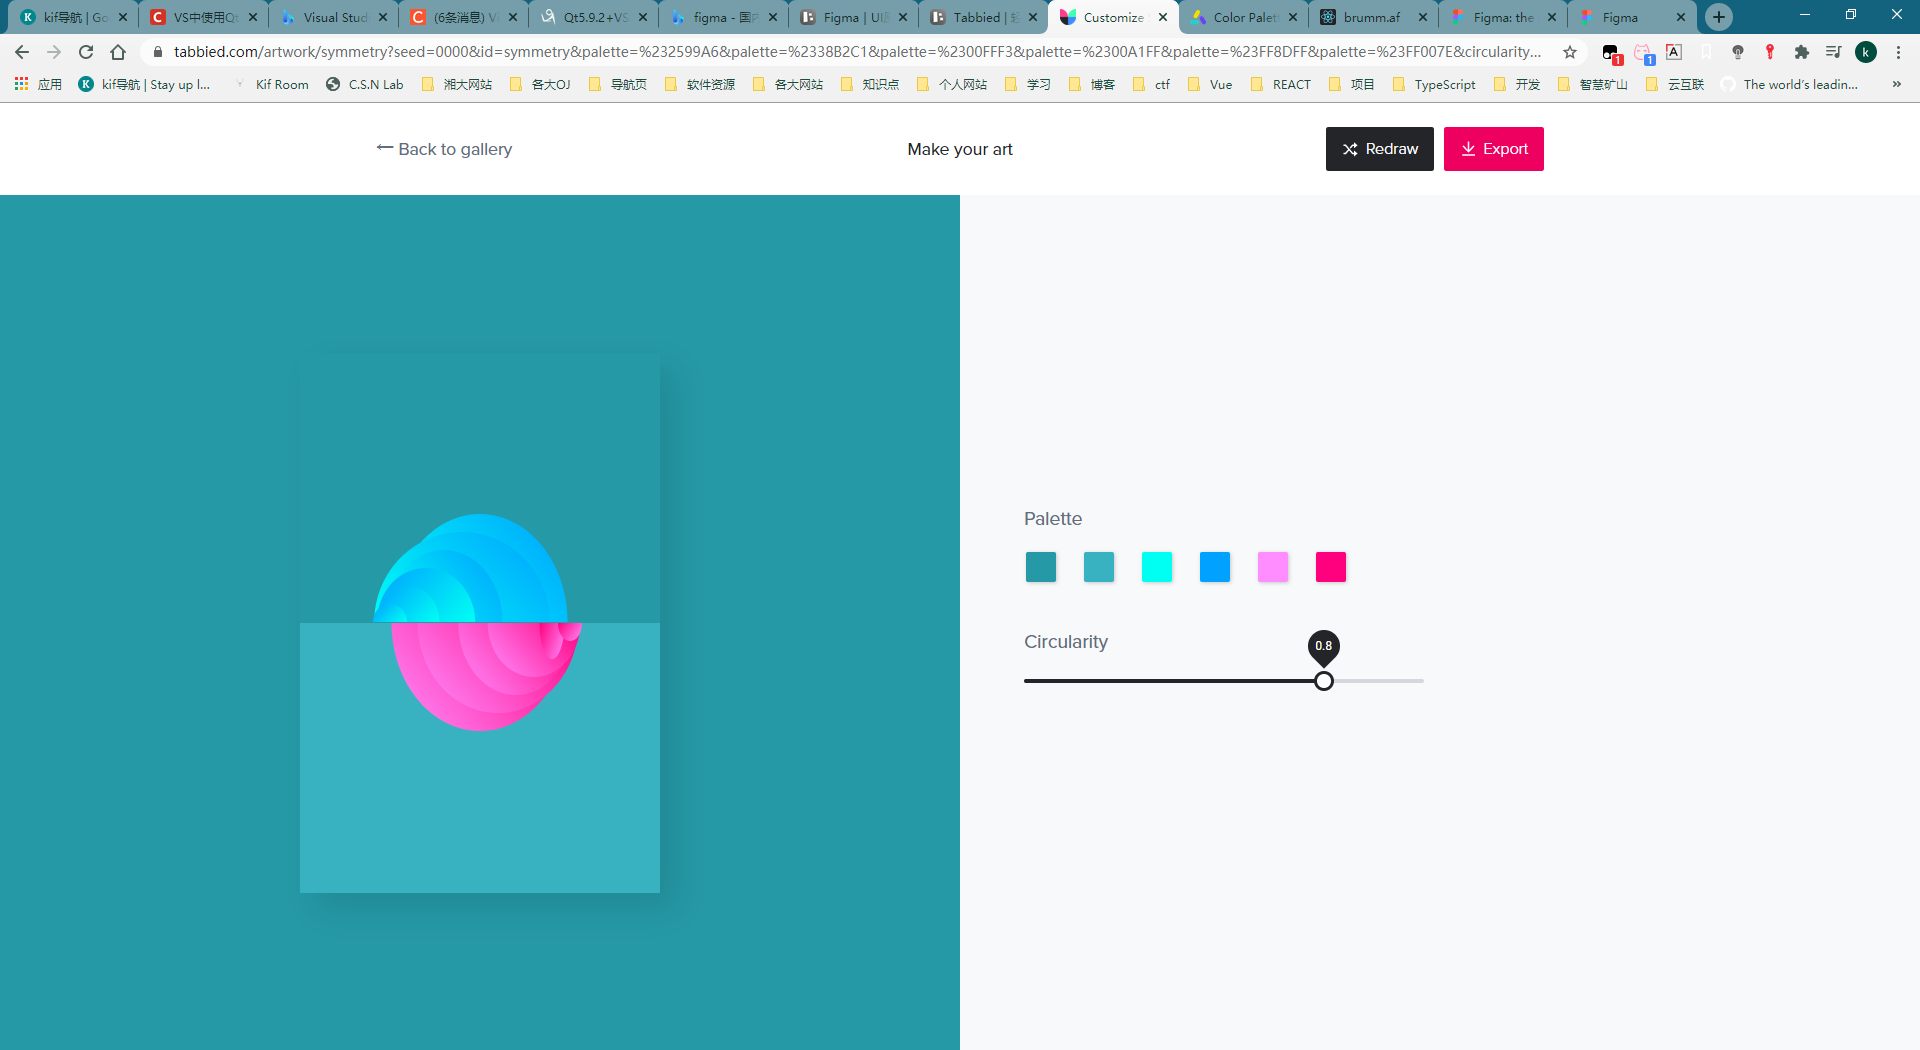 kif导航 | Go
VS中使用Qt
Visual Stud
(6条消息) Vi
Qt5.9.2+VS
figma - 国内
Figma | UI
Tabbied |
Customize
Color Palet
brumm.af
Figma: the
Figma
tabbied.com/artwork/symmetry?seed=0000&id=symmetry&palette=%232599A6&palette=%2338B2C1&palette=%2300FFF3&palette=%2300A1FF&palette=%23FF8DFF&palette=%23FF007E&circularity...
1
1
k
应用
kif导航 | Stay up l...
Kif Room
C.S.N Lab
湘大网站
各大OJ
导航页
软件资源
各大网站
知识点
个人网站
学习
博客
ctf
Vue
REACT
项目
TypeScript
开发
智慧矿山
云互联
The world's leadin...
Back to gallery
Make your art
Redraw
Export
Palette
Circularity
0.8